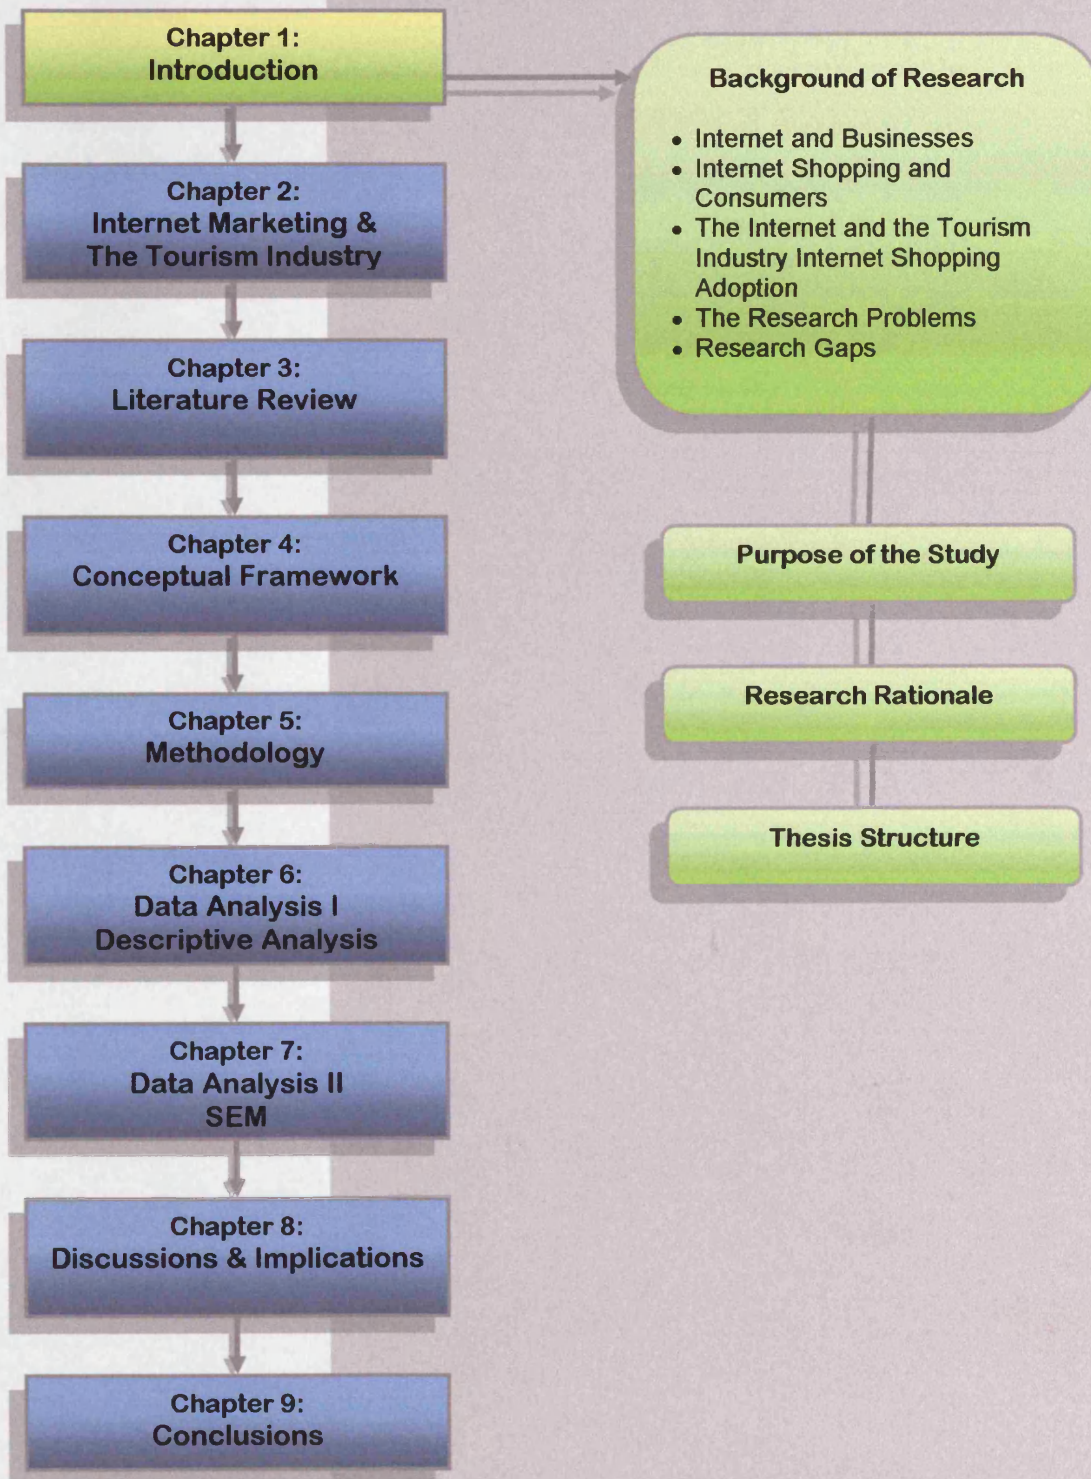 Chapter 1:
Introduction
Chapter 2:
Internet Marketing &
The Tourism Industry
Chapter 3:
Literature Review
Chapter 4:
Conceptual Framework
Chapter 5:
Methodology
Chapter 6:
Data Analysis I
Descriptive Analysis
Chapter 7:
Data Analysis II
SEM
Chapter 8:
Discussions & Implications
Chapter 9:
Conclusions
Background of Research
• Internet and Businesses
• Internet Shopping and
Consumers
• The Internet and the Tourism
Industry Internet Shopping
Adoption
• The Research Problems
• Research Gaps
Purpose of the Study
Research Rationale
Thesis Structure